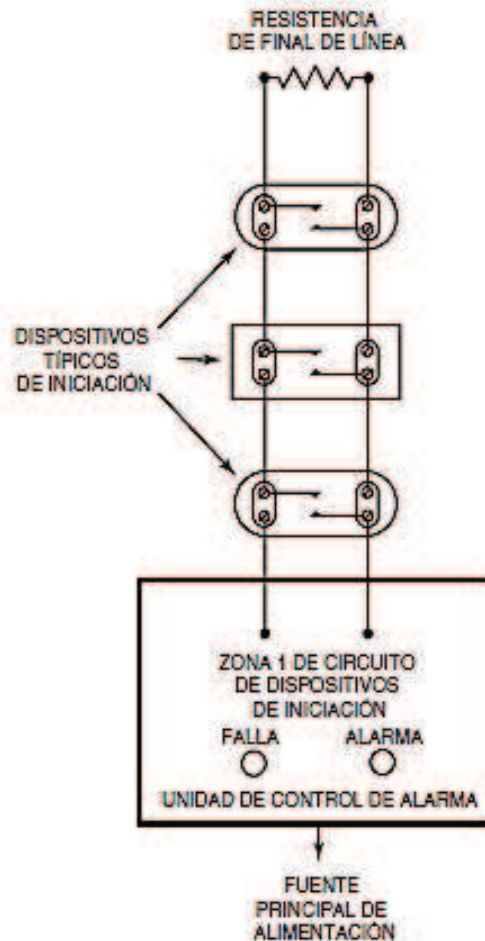 RESISTENCIA
DE FINAL DE LÍNEA
DISPOSITIVOS
TÍPICOS
DE INICIACIÓN
ZONA 1 DE CIRCUITO
DE DISPOSITIVOS
DE INICIACIÓN
FALLA ALARMA
UNIDAD DE CONTROL DE ALARMA
FUENTE
PRINCIPAL DE
ALIMENTACIÓN